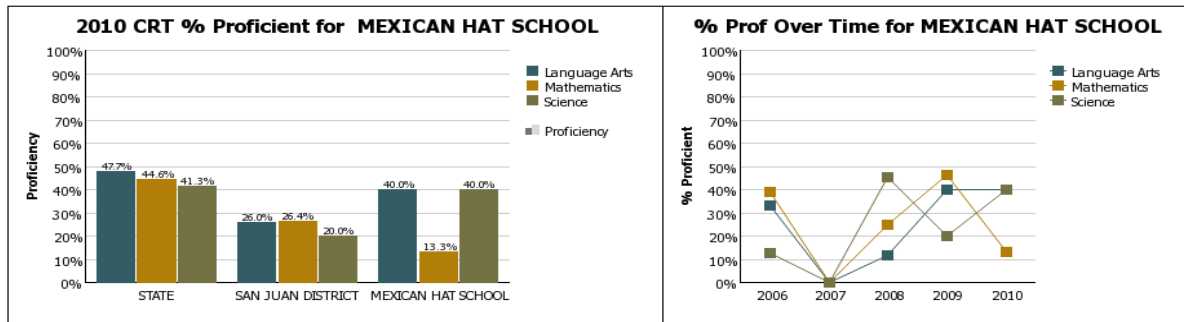 2010 CRT % Proficient for MEXICAN HAT SCHOOL
100%
90%
80%
70%
60%
50%
40%
30%
20%
10%
0%
Proficiency
47.7%
44.6%
41.3%
26.0%
26.4%
20.0%
40.0%
13.3%
40.0%
STATE
SAN JUAN DISTRICT
MEXICAN HAT SCHOOL
Language Arts
Mathematics
Science
Proficiency
% Prof Over Time for MEXICAN HAT SCHOOL
100%
90%
80%
70%
60%
50%
40%
30%
20%
10%
0%
% Proficient
2006
2007
2008
2009
2010
Language Arts
Mathematics
Science